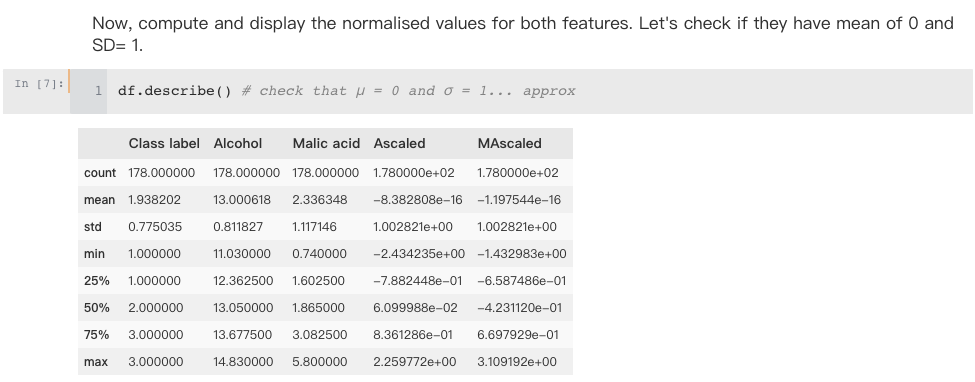 Now, compute and display the normalised values for both features. Let's check if they have mean of 0 and
SD= 1.
In [7]: 1 df.describe() # check that μ = 0 and σ = 1... approx
Class label Alcohol Malic acid Ascaled MAscaled
count 178.000000 178.000000 178.000000 1.780000e+02 1.780000e+02
mean 1.938202 13.000618 2.336348 −8.382808e−16 −1.197544e−16
std 0.775035 0.811827 1.117146 1.002821e+00 1.002821e+00
min 1.000000 11.030000 0.740000 −2.434235e+00 −1.432983e+00
25% 1.000000 12.362500 1.602500 −7.882448e−01 −6.587486e−01
50% 2.000000 13.050000 1.865000 6.099988e−02 −4.231120e−01
75% 3.000000 13.677500 3.082500 8.361286e−01 6.697929e−01
max 3.000000 14.830000 5.800000 2.259772e+00 3.109192e+00